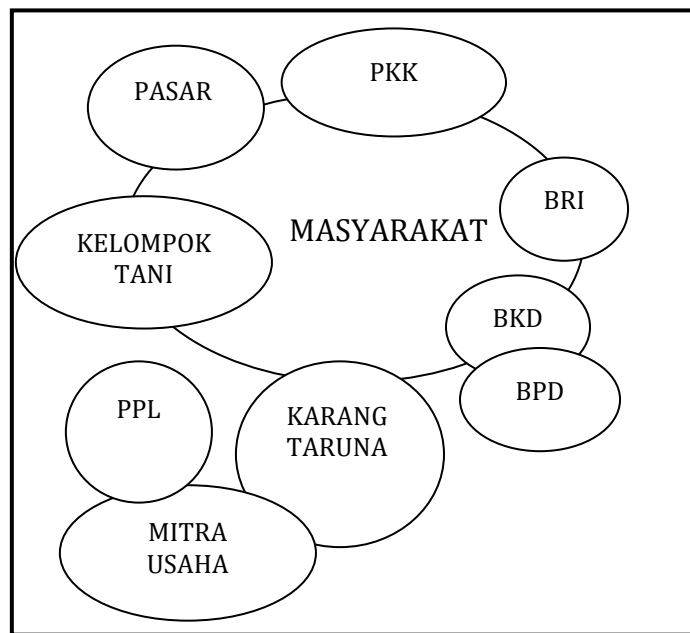 PKK
PASAR
BRI
MASYARAKAT
KELOMPOK
TANI
BKD
BPD
PPL
KARANG
TARUNA
MITRA
USAHA